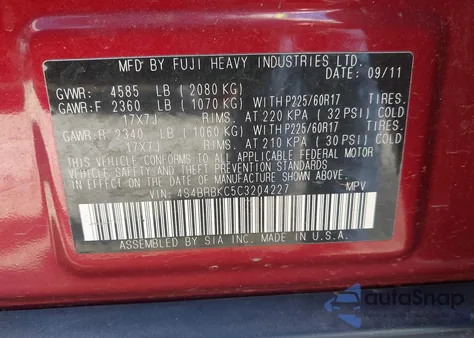 MFD BY FUJI HEAVY INDUSTRIES LTD.
DATE: 09/11
GVWR: 4585 LB (2080 KG)
GAWR:F 2360 LB (1070 KG) WITH P225/60R17 TIRES.
17X7J RIMS. AT 220 KPA (32 PSI) COLD
GAWR:R 2340 LB (1060 KG) WITH P225/60R17 TIRES.
17X7J RIMS. AT 210 KPA (30 PSI) COLD
THIS VEHICLE CONFORMS TO ALL APPLICABLE FEDERAL MOTOR
VEHICLE SAFETY AND THEFT PREVENTION STANDARDS IN
EFFECT ON THE DATE OF MANUFACTURE SHOWN ABOVE.
VIN: 4S4BRBKC5C3204227 MPV
ASSEMBLED BY SIA INC. MADE IN U.S.A.
autoSnap